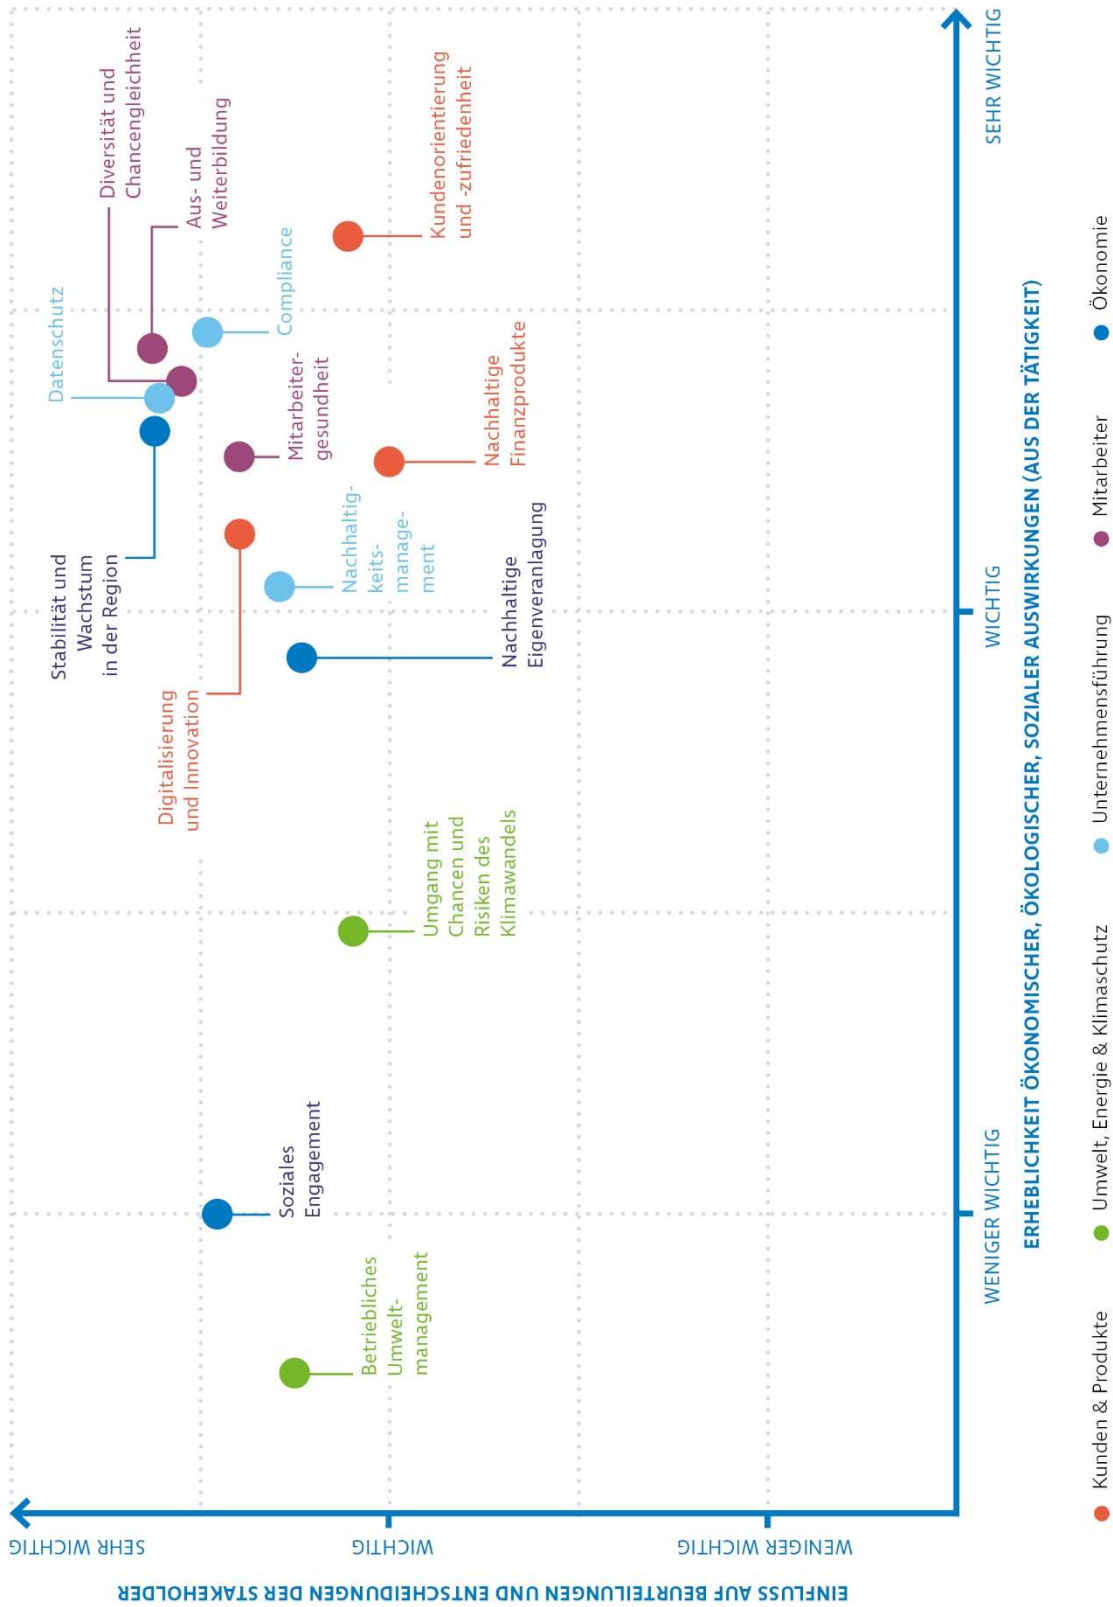 EINFLUSS AUF BEURTEILUNGEN UND ENTSCHEIDUNGEN DER STAKEHOLDER
SEHR WICHTIG
WICHTIG
WENIGER WICHTIG
Stabilität und
Wachstum
in der Region
Datenschutz
Diversität und
Chancengleichheit
Aus- und
Weiterbildung
Digitalisierung
und Innovation
Compliance
Mitarbeiter-
gesundheit
Soziales
Engagement
Nachhaltig-
keits-
manage-
ment
Betriebliches
Umwelt-
management
Kundenorientierung
und -zufriedenheit
Umgang mit
Chancen und
Risiken des
Klimawandels
Nachhaltige
Finanzprodukte
Nachhaltige
Eigenveranlagung
WENIGER WICHTIG
WICHTIG
SEHR WICHTIG
ERHEBLICHKEIT ÖKONOMISCHER, ÖKOLOGISCHER, SOZIALER AUSWIRKUNGEN (AUS DER TÄTIGKEIT)
Kunden & Produkte
Umwelt, Energie & Klimaschutz
Unternehmensführung
Mitarbeiter
Ökonomie